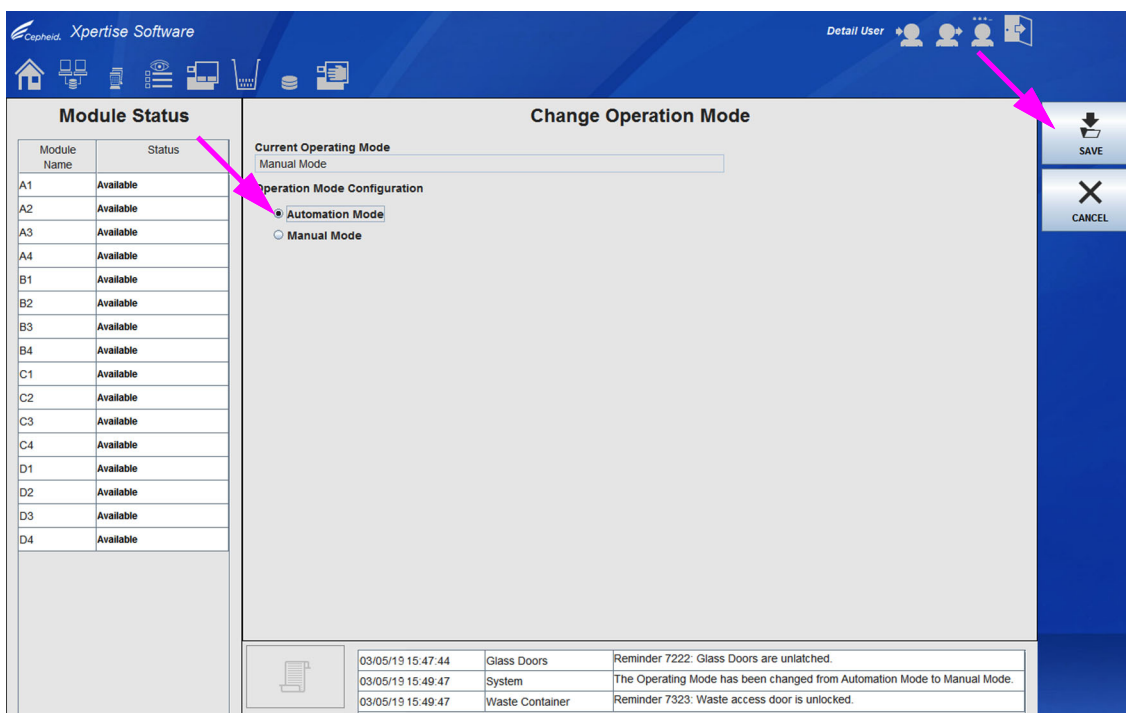 Cepheid. Xpertise Software
Detail User
Module Status
Module Name Status
A1 Available
A2 Available
A3 Available
A4 Available
B1 Available
B2 Available
B3 Available
B4 Available
C1 Available
C2 Available
C3 Available
C4 Available
D1 Available
D2 Available
D3 Available
D4 Available
Change Operation Mode
Current Operating Mode
Manual Mode
Operation Mode Configuration
Automation Mode
Manual Mode
SAVE
CANCEL
03/05/19 15:47:44 Glass Doors Reminder 7222: Glass Doors are unlatched.
03/05/19 15:49:47 System The Operating Mode has been changed from Automation Mode to Manual Mode.
03/05/19 15:49:47 Waste Container Reminder 7323: Waste access door is unlocked.